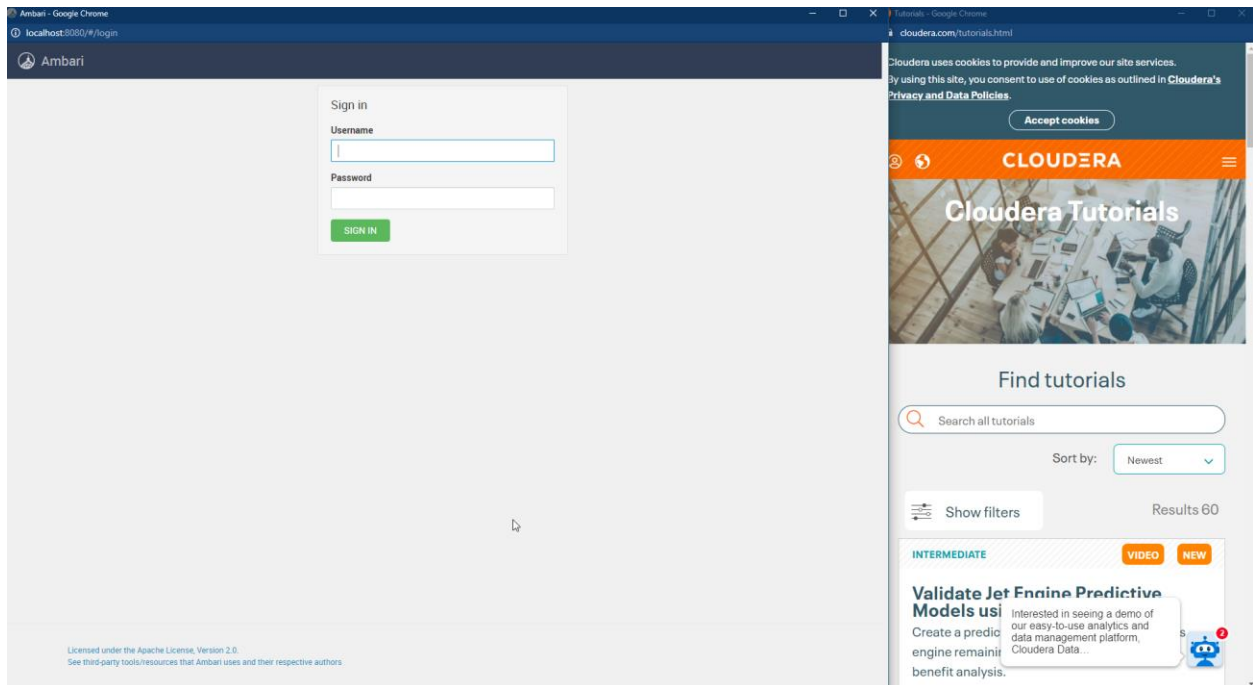 Ambari - Google Chrome
localhost:8080/#/login
Ambari
Sign in
Username
Password
SIGN IN
Licensed under the Apache License, Version 2.0.
See third-party tools/resources that Ambari uses and their respective authors
Tutorials - Google Chrome
cloudera.com/tutorials.html
Cloudera uses cookies to provide and improve our site services.
By using this site, you consent to use of cookies as outlined in Cloudera's
Privacy and Data Policies.
Accept cookies
CLOUDERA
Cloudera Tutorials
Find tutorials
Search all tutorials
Sort by: Newest
Show filters Results 60
INTERMEDIATE VIDEO NEW
Validate Jet Engine Predictive
Models usi
Create a predic
engine remainin
benefit analysis.
Interested in seeing a demo of
our easy-to-use analytics and
data management platform,
Cloudera Data...
2